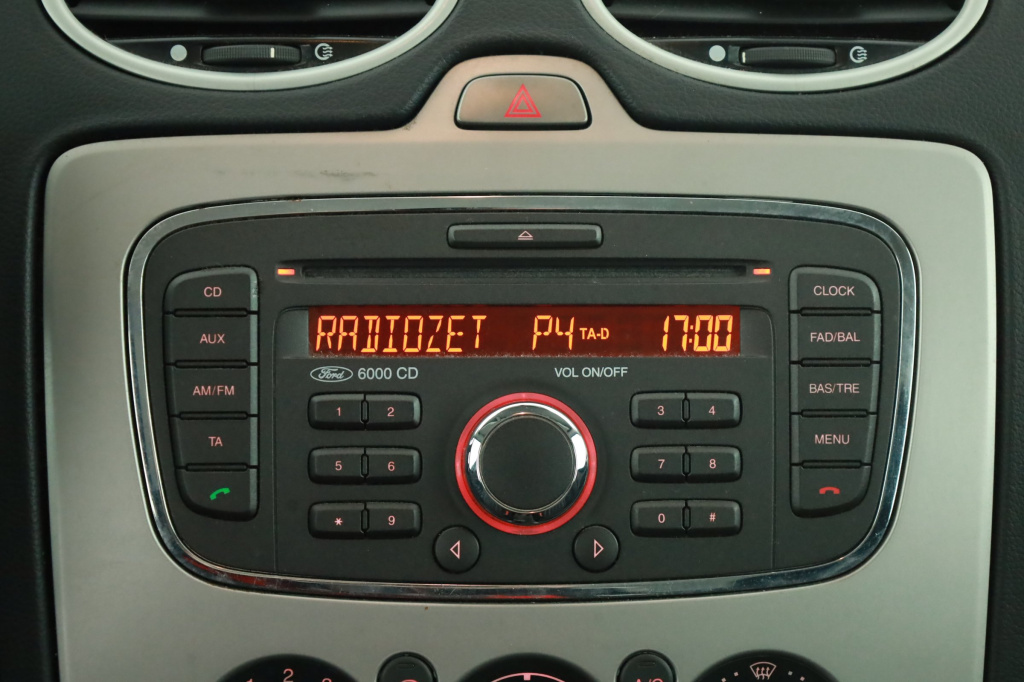 CD
AUX
AM/FM
TA
RADIOZET P4 TA-D 17:00
Ford 6000 CD
VOL ON/OFF
1 2
3 4
5 6
7 8
* 9
0 #
CLOCK
FAD/BAL
BAS/TRE
MENU
2